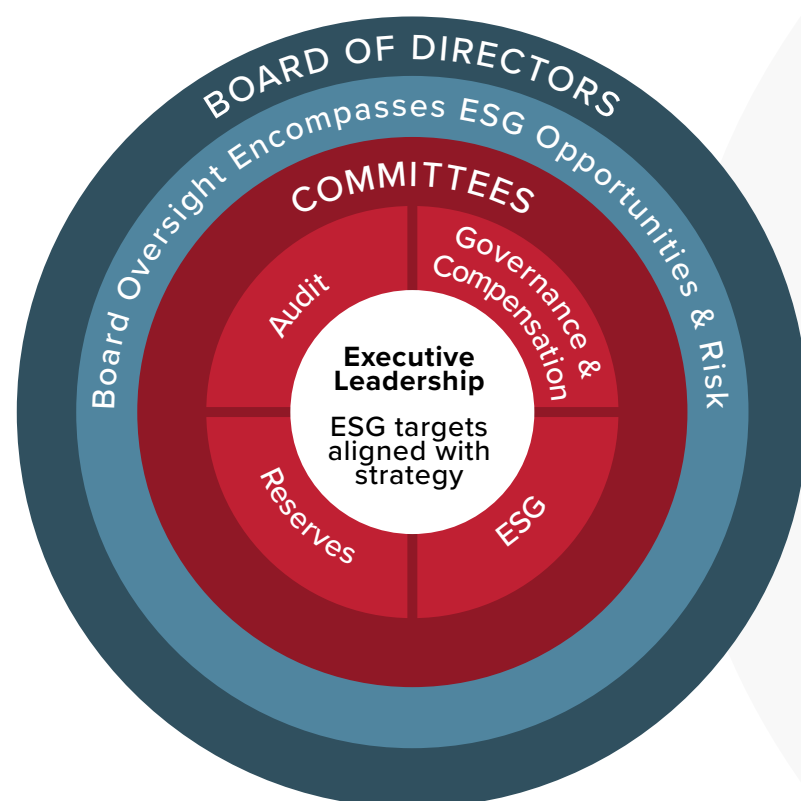 BOARD OF DIRECTORS
Board Oversight Encompasses ESG Opportunities & Risk
COMMITTEES
Audit
Governance &
Compensation
Executive
Leadership
ESG targets
aligned with
strategy
Reserves
ESG